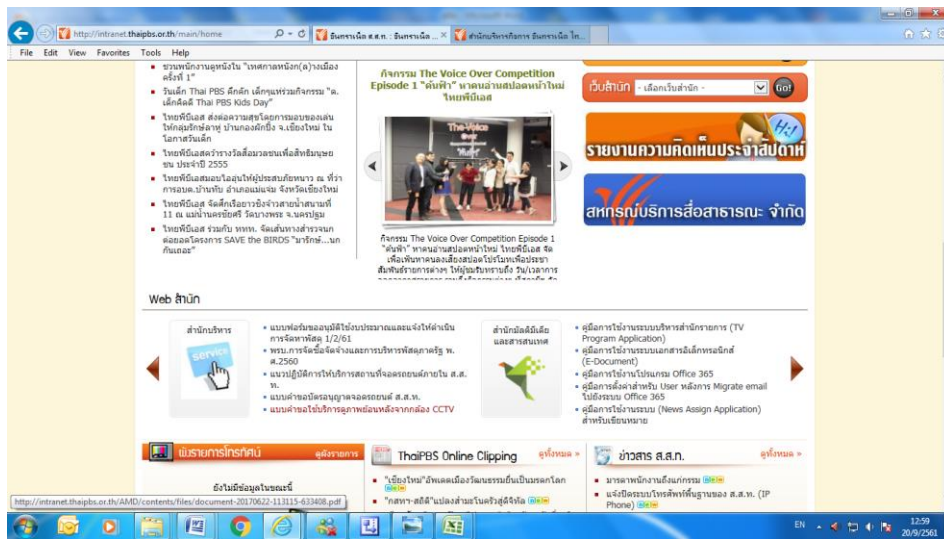 http://intranet.thaipbs.or.th/main/home
อินทราเน็ต ส.ส.ท. : อินทราเน็ต ...
สำนักบริหารกิจการ อินทราเน็ต ไท...
File Edit View Favorites Tools Help
ชวนพนักงานดูหนังใน "เทศกาลหนังก(ล)างเมือง
ครั้งที่ 1"
วันเด็ก Thai PBS คึกคัก เด็กๆแห่ร่วมกิจกรรม "ด.
เด็กคิดดี Thai PBS Kids Day"
ไทยพีบีเอส ส่งต่อความสุขโดยการมอบของเล่น
ให้กลุ่มรักษ์ลาหู่ บ้านกองผักปิ้ง จ.เชียงใหม่ ใน
โอกาสวันเด็ก
ไทยพีบีเอสคว้ารางวัลสื่อมวลชนเพื่อสิทธิมนุษย
ชน ประจำปี 2555
ไทยพีบีเอสมอบไออุ่นให้ผู้ประสบภัยหนาว ณ ที่ว่า
การอบต.บ้านทับ อำเภอแม่แจ่ม จังหวัดเชียงใหม่
ไทยพีบีเอส จัดศึกเรือยาวชิงจ้าวสายน้ำสนามที่
11 ณ แม่น้ำนครชัยศรี วัดบางพระ จ.นครปฐม
ไทยพีบีเอส ร่วมกับ ททท. จัดเส้นทางสำรวจนก
ต่อยอดโครงการ SAVE the BIRDS "มารักษ์...นก
กันเถอะ"
กิจกรรม The Voice Over Competition
Episode 1 "ค้นฟ้า" หาคนอ่านสปอตหน้าใหม่
ไทยพีบีเอส
The Voice
Over
"ค้นฟ้า"
กิจกรรม The Voice Over Competition Episode 1
"ค้นฟ้า" หาคนอ่านสปอตหน้าใหม่ ไทยพีบีเอส จัด
เพื่อเฟ้นหาคนลงเสียงสปอตโปรโมทเพื่อประชา
สัมพันธ์รายการต่างๆ ให้ผู้ชมรับทราบถึง วัน/เวลาการ
เว็บสำนัก - เลือกเว็บสำนัก - Go!
Hi!
รายงานความคิดเห็นประจำสัปดาห์
สหกรณ์บริการสื่อสาธารณะ จำกัด
Web สำนัก
สำนักบริหาร
service
แบบฟอร์มขออนุมัติใช้งบประมาณและแจ้งให้ดำเนิน
การจัดหาพัสดุ 1/2/61
พรบ.การจัดซื้อจัดจ้างและการบริหารพัสดุภาครัฐ พ.
ศ.2560
แนวปฏิบัติการให้บริการสถานที่จอดรถยนต์ภายใน ส.ส.
ท.
แบบคำขอบัตรอนุญาตจอดรถยนต์ ส.ส.ท.
แบบคำขอใช้บริการดูภาพย้อนหลังจากกล้อง CCTV
สำนักมัลติมีเดีย
และสารสนเทศ
คู่มือการใช้งานระบบบริหารสำนักรายการ (TV
Program Application)
คู่มือการใช้งานระบบเอกสารอิเล็กทรอนิกส์
(E-Document)
คู่มือการใช้งานโปรแกรม Office 365
คู่มือการตั้งค่าสำหรับ User หลังการ Migrate email
ไปยังระบบ Office 365
คู่มือการใช้งานระบบ (News Assign Application)
สำหรับเขียนหมาย
ผังรายการโทรทัศน์ ดูผังรายการ
ยังไม่มีข้อมูลในขณะนี้
ThaiPBS Online Clipping ดูทั้งหมด »
"เชียงใหม่"อัพเดตเมืองวัฒนธรรมยื่นเป็นมรดกโลก
"กสทฯ-สถิติ"แปลงสำมะโนครัวสู่ดิจิทัล
ข่าวสาร ส.ส.ท. ดูทั้งหมด »
มารดาพนักงานถึงแก่กรรม
แจ้งปิดระบบโทรศัพท์พื้นฐานของ ส.ส.ท. (IP
Phone)
http://intranet.thaipbs.or.th/AMD/contents/files/document-20170622-113115-633408.pdf
EN
12:59
20/9/2561